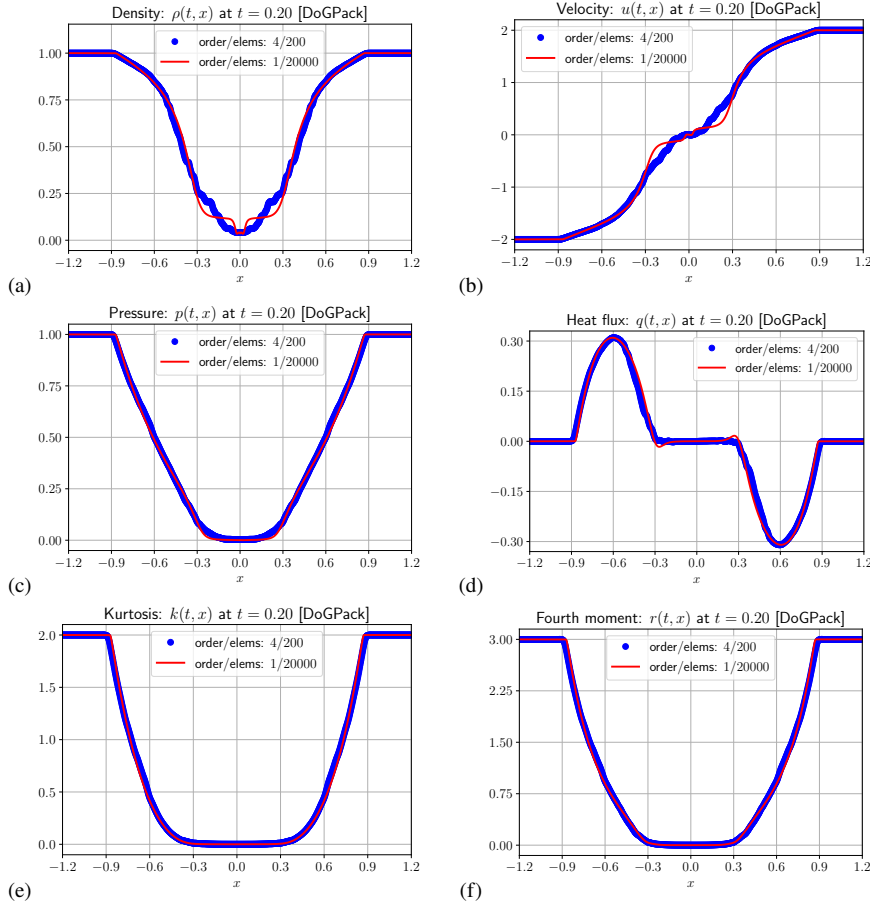 Density: ρ(t, x) at t = 0.20 [DoGPack]
order/elems: 4/200
order/elems: 1/20000
1.00
0.75
0.50
0.25
0.00
−1.2 −0.9 −0.6 −0.3 0.0 0.3 0.6 0.9 1.2
x
(a)
Velocity: u(t, x) at t = 0.20 [DoGPack]
order/elems: 4/200
order/elems: 1/20000
2
1
0
−1
−2
−1.2 −0.9 −0.6 −0.3 0.0 0.3 0.6 0.9 1.2
x
(b)
Pressure: p(t, x) at t = 0.20 [DoGPack]
order/elems: 4/200
order/elems: 1/20000
1.00
0.75
0.50
0.25
0.00
−1.2 −0.9 −0.6 −0.3 0.0 0.3 0.6 0.9 1.2
x
(c)
Heat flux: q(t, x) at t = 0.20 [DoGPack]
order/elems: 4/200
order/elems: 1/20000
0.30
0.15
0.00
−0.15
−0.30
−1.2 −0.9 −0.6 −0.3 0.0 0.3 0.6 0.9 1.2
x
(d)
Kurtosis: k(t, x) at t = 0.20 [DoGPack]
order/elems: 4/200
order/elems: 1/20000
2.0
1.5
1.0
0.5
0.0
−1.2 −0.9 −0.6 −0.3 0.0 0.3 0.6 0.9 1.2
x
(e)
Fourth moment: r(t, x) at t = 0.20 [DoGPack]
order/elems: 4/200
order/elems: 1/20000
3.00
2.25
1.50
0.75
0.00
−1.2 −0.9 −0.6 −0.3 0.0 0.3 0.6 0.9 1.2
x
(f)